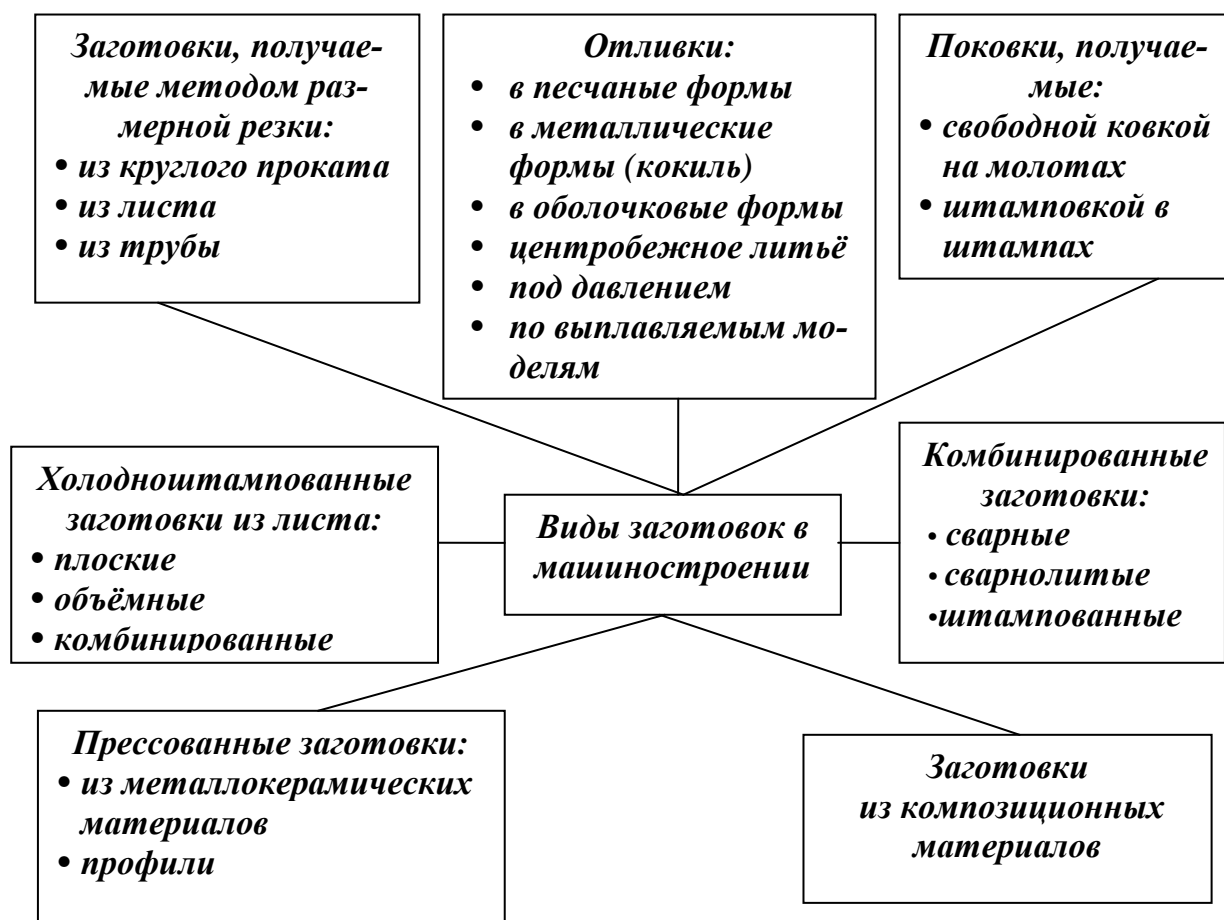 Заготовки, получае-
мые методом раз-
мерной резки:
• из круглого проката
• из листа
• из трубы
Отливки:
• в песчаные формы
• в металлические
формы (кокиль)
• в оболочковые формы
• центробежное литьё
• под давлением
• по выплавляемым мо-
делям
Поковки, получае-
мые:
• свободной ковкой
на молотах
• штамповкой в
штампах
Холодноштампованные
заготовки из листа:
• плоские
• объёмные
• комбинированные
Виды заготовок в
машиностроении
Комбинированные
заготовки:
• сварные
• сварнолитые
•штампованные
Прессованные заготовки:
• из металлокерамических
материалов
• профили
Заготовки
из композиционных
материалов